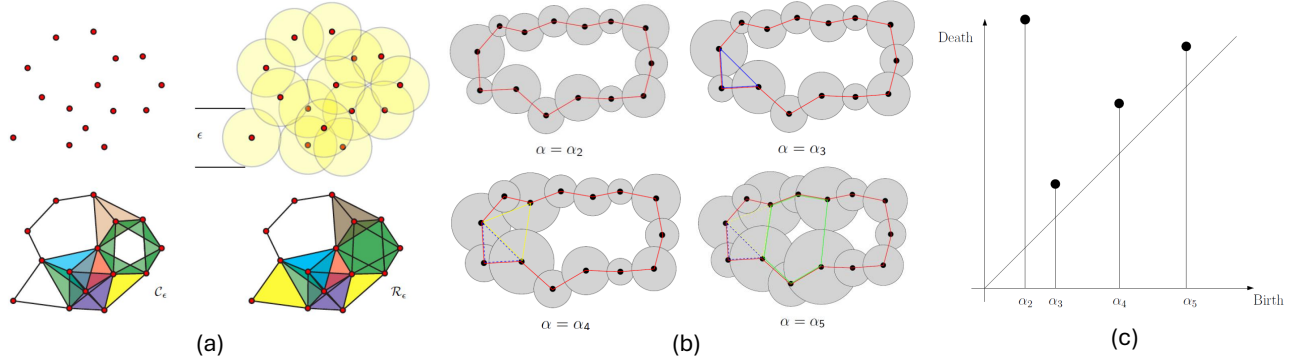 ϵ
𝒞ϵ
ℛϵ
(a)
α = α₂
α = α₃
α = α₄
α = α₅
(b)
Death
α₂ α₃ α₄ α₅ Birth
(c)